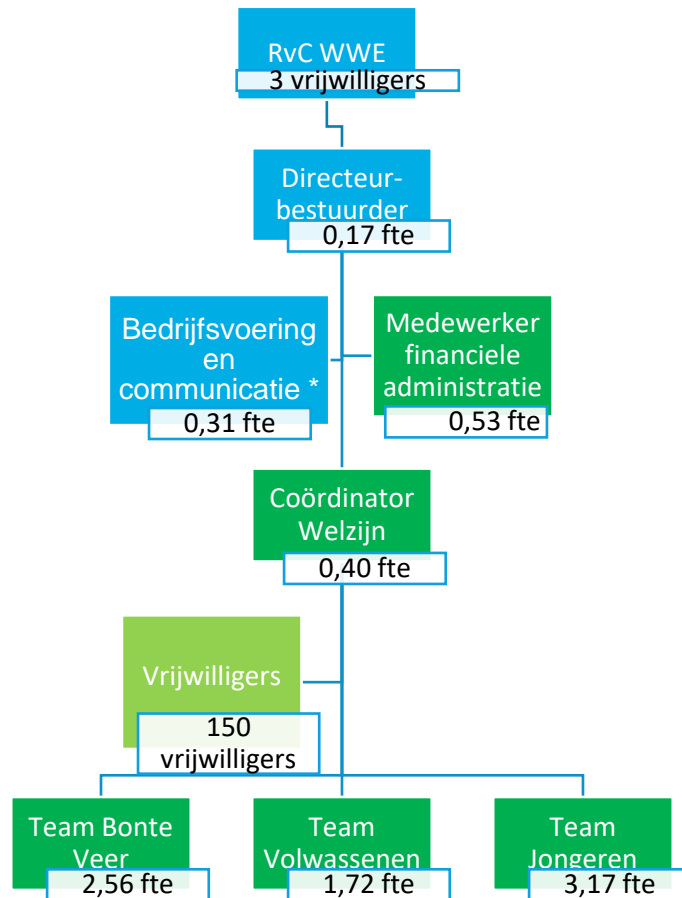 RvC WWE
3 vrijwilligers
Directeur-
bestuurder
0,17 fte
Bedrijfsvoering
en
communicatie *
0,31 fte
Medewerker
financiele
administratie
0,53 fte
Coördinator
Welzijn
0,40 fte
Vrijwilligers
150
vrijwilligers
Team Bonte
Veer
2,56 fte
Team
Volwassenen
1,72 fte
Team
Jongeren
3,17 fte